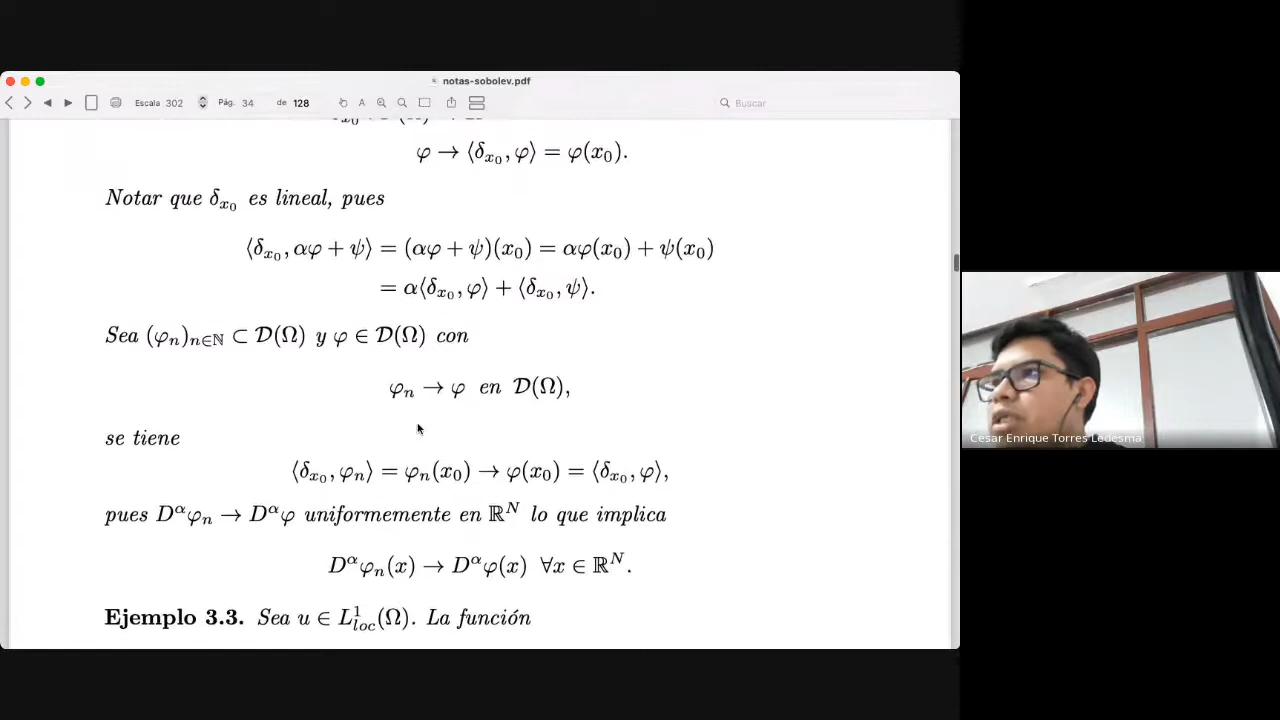 notas-sobolev.pdf
Escala 302 Pág. 34 de 128 A Buscar
φ → ⟨δ_{x_0}, φ⟩ = φ(x_0).
Notar que δ_{x_0} es lineal, pues
⟨δ_{x_0}, αφ + ψ⟩ = (αφ + ψ)(x_0) = αφ(x_0) + ψ(x_0)
= α⟨δ_{x_0}, φ⟩ + ⟨δ_{x_0}, ψ⟩.
Sea (φ_n)_{n∈ℕ} ⊂ 𝒟(Ω) y φ ∈ 𝒟(Ω) con
φ_n → φ en 𝒟(Ω),
se tiene
⟨δ_{x_0}, φ_n⟩ = φ_n(x_0) → φ(x_0) = ⟨δ_{x_0}, φ⟩,
pues D^α φ_n → D^α φ uniformemente en ℝ^N lo que implica
D^α φ_n(x) → D^α φ(x) ∀x ∈ ℝ^N.
Ejemplo 3.3. Sea u ∈ L^1_{loc}(Ω). La función
Cesar Enrique Torres Ledesma